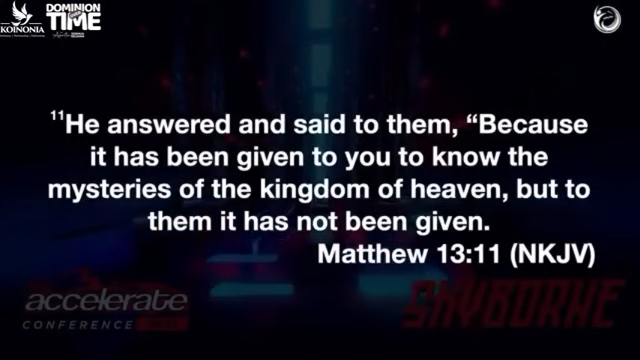 KOINONIA
DOMINION
TIME
¹¹He answered and said to them, “Because
it has been given to you to know the
mysteries of the kingdom of heaven, but to
them it has not been given.
Matthew 13:11 (NKJV)
accelerate
CONFERENCE
SKYBORNE